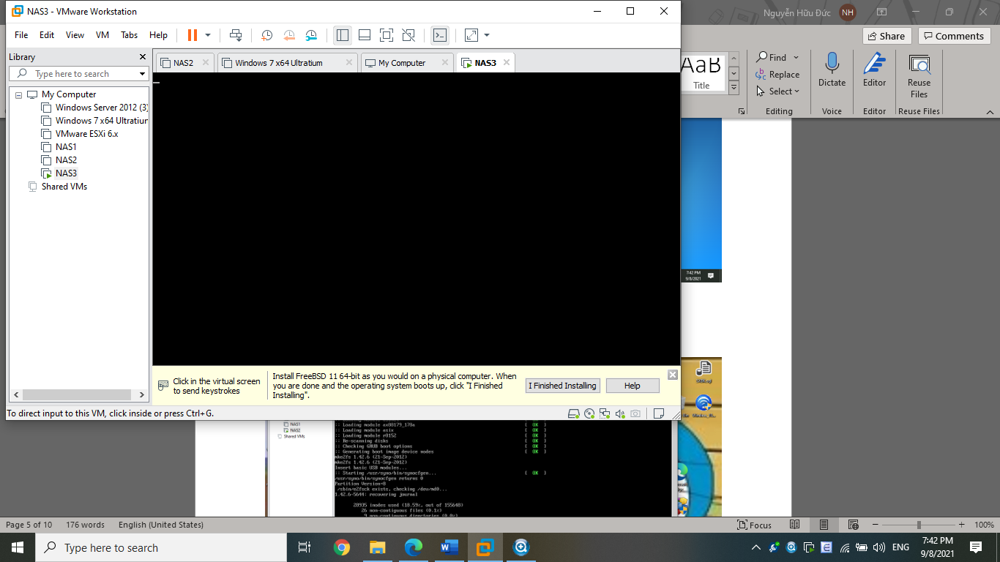 NAS3 - VMware Workstation
Nguyễn Hữu Đức NH
File Edit View VM Tabs Help
Share Comments
Library
Type here to search
NAS2 Windows 7 x64 Ultratium My Computer NAS3
AaB
Title
Find
Replace
Select
Editing
Dictate
Voice
Editor
Editor
Reuse
Files
Reuse Files
My Computer
Windows Server 2012 (3)
Windows 7 x64 Ultratiur
VMware ESXi 6.x
NAS1
NAS2
NAS3
Shared VMs
7:42 PM
9/8/2021
Click in the virtual screen
to send keystrokes
Install FreeBSD 11 64-bit as you would on a physical computer. When
you are done and the operating system boots up, click "I Finished
Installing".
I Finished Installing Help
To direct input to this VM, click inside or press Ctrl+G.
NAS1
NAS2
Shared VMs
:: Loading module ax88179_178a [ OK ]
:: Loading module asix [ OK ]
:: Loading module r8152 [ OK ]
:: Re-scanning disks [ OK ]
:: Checking GRUB boot options [ OK ]
:: Generating boot image device nodes [ OK ]
mke2fs 1.42.6 (21-Sep-2012)
mke2fs 1.42.6 (21-Sep-2012)
Insert basic USB modules...
:: Starting /usr/syno/bin/synocfgen... [ OK ]
/usr/syno/bin/synocfgen returns 0
Partition Version=8
/sbin/e2fsck exists, checking /dev/md0...
1.42.6-5644: recovering journal
28935 inodes used (18.59%, out of 155648)
26 non-contiguous files (0.1%)
9 non-contiguous directories (0.0%)
Page 5 of 10 176 words English (United States)
Focus
100%
Type here to search
ENG
7:42 PM
9/8/2021